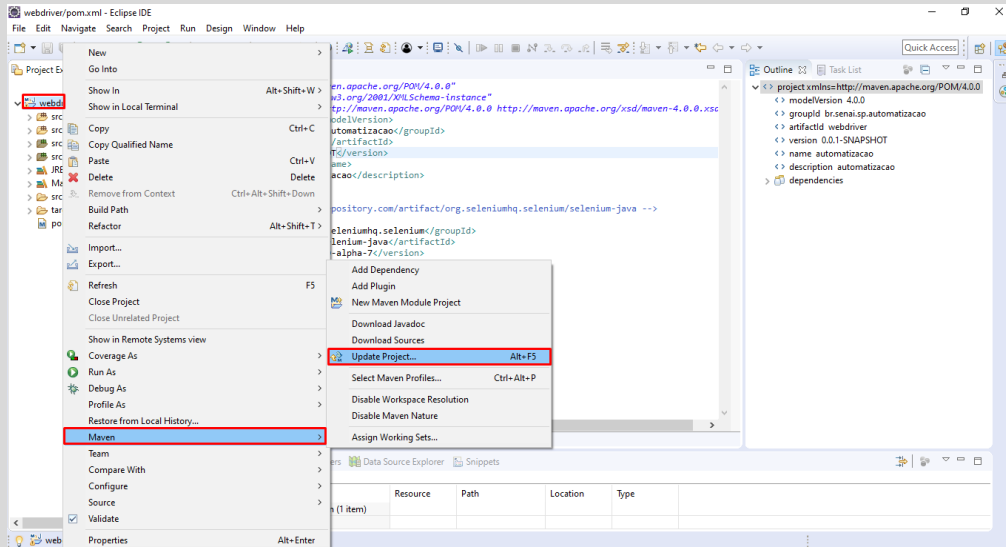 webdriver/pom.xml - Eclipse IDE
File Edit Navigate Search Project Run Design Window Help
Quick Access
Project Ex
webdr
src
src
src
src
JRE
Ma
src
tar
po
New
Go Into
Show In Alt+Shift+W >
Show in Local Terminal
Copy Ctrl+C
Copy Qualified Name
Paste Ctrl+V
Delete Delete
Remove from Context Ctrl+Alt+Shift+Down
Build Path
Refactor Alt+Shift+T >
Import...
Export...
Refresh F5
Close Project
Close Unrelated Project
Show in Remote Systems view
Coverage As
Run As
Debug As
Profile As
Restore from Local History...
Maven
Team
Compare With
Configure
Source
Validate
Properties Alt+Enter
en.apache.org/POM/4.0.0"
w3.org/2001/XMLSchema-instance"
tp://maven.apache.org/POM/4.0.0 http://maven.apache.org/xsd/maven-4.0.0.xsd
odelVersion>
utomatizacao</groupId>
/artifactId>
T</version>
ame>
acao</description>
pository.com/artifact/org.seleniumhq.selenium/selenium-java -->
eleniumhq.selenium</groupId>
lenium-java</artifactId>
-alpha-7</version>
Add Dependency
Add Plugin
New Maven Module Project
Download Javadoc
Download Sources
Update Project... Alt+F5
Select Maven Profiles... Ctrl+Alt+P
Disable Workspace Resolution
Disable Maven Nature
Assign Working Sets...
Outline Task List
project xmlns=http://maven.apache.org/POM/4.0.0
modelVersion 4.0.0
groupId br.senai.sp.automatizacao
artifactId webdriver
version 0.0.1-SNAPSHOT
name automatizacao
description automatizacao
dependencies
ers Data Source Explorer Snippets
Resource Path Location Type
n (1 item)
web